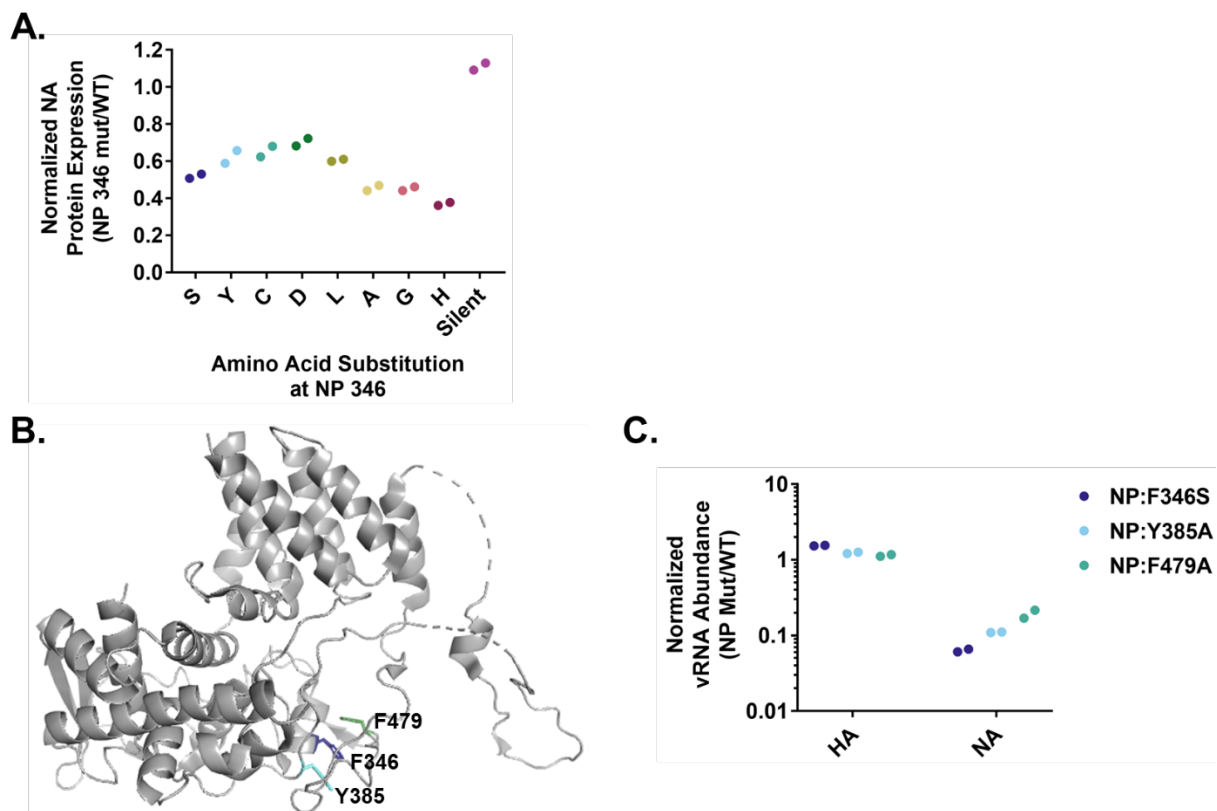 A.
Normalized NA
Protein Expression
(NP 346 mut/WT)
1.2
1.0
0.8
0.6
0.4
0.2
0.0
S
Y
C
D
L
A
G
H
Silent
Amino Acid Substitution
at NP 346
B.
F479
F346
Y385
C.
Normalized
vRNA Abundance
(NP Mut/WT)
10
1
0.1
0.01
HA
NA
NP:F346S
NP:Y385A
NP:F479A